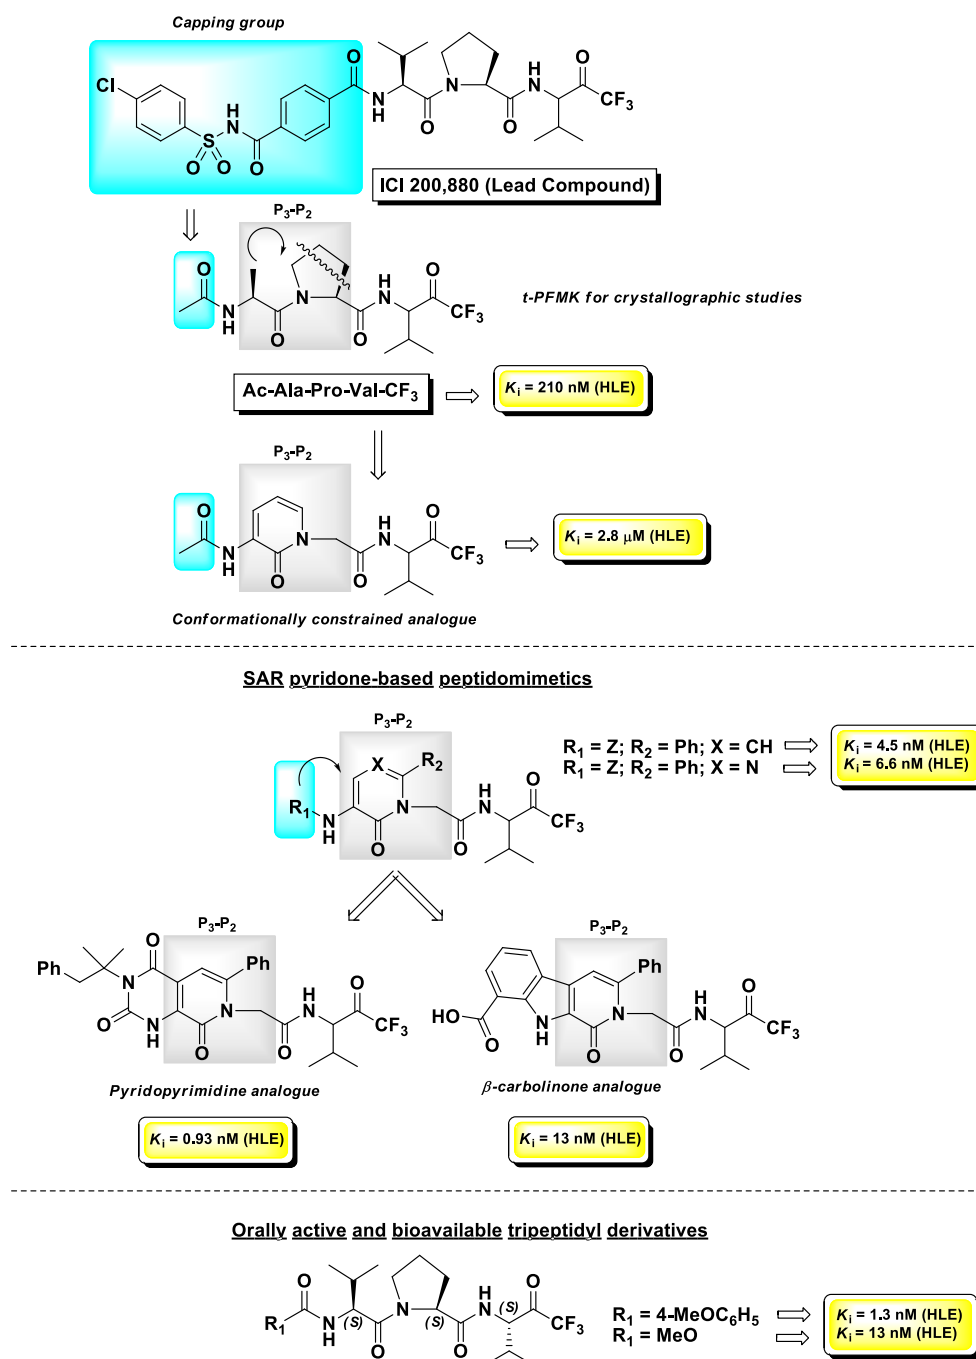 Capping group
Cl
H
N
S
O O
O
O
N
H
O
N
O
H
N
O
CF3
ICI 200,880 (Lead Compound)
P3-P2
O
N
H
O
N
O
H
N
O
CF3
t-PFMK for crystallographic studies
Ac-Ala-Pro-Val-CF3
Ki = 210 nM (HLE)
P3-P2
O
N
H
O
N
O
H
N
O
CF3
Ki = 2.8 μM (HLE)
Conformationally constrained analogue
SAR pyridone-based peptidomimetics
P3-P2
R1 = Z; R2 = Ph; X = CH
Ki = 4.5 nM (HLE)
R1 = Z; R2 = Ph; X = N
Ki = 6.6 nM (HLE)
R1
N
H
X
R2
N
O
O
H
N
O
CF3
P3-P2
Ph
N
O
O
N
H
Ph
N
O
O
H
N
O
CF3
Pyridopyrimidine analogue
Ki = 0.93 nM (HLE)
P3-P2
HO
O
N
H
Ph
N
O
O
H
N
O
CF3
β-carbolinone analogue
Ki = 13 nM (HLE)
Orally active and bioavailable tripeptidyl derivatives
R1
O
N
H
(S)
O
N
(S)
O
H
N
(S)
O
CF3
R1 = 4-MeOC6H5
Ki = 1.3 nM (HLE)
R1 = MeO
Ki = 13 nM (HLE)